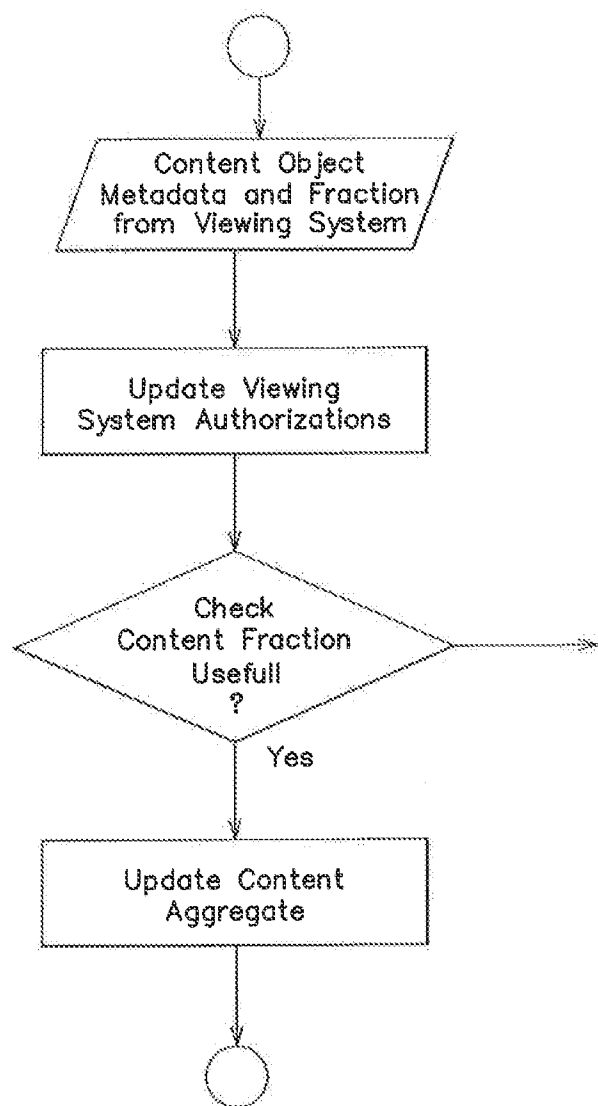 Content Object
Metadata and Fraction
from Viewing System
Update Viewing
System Authorizations
Check
Content Fraction
Usefull
?
Yes
Update Content
Aggregate